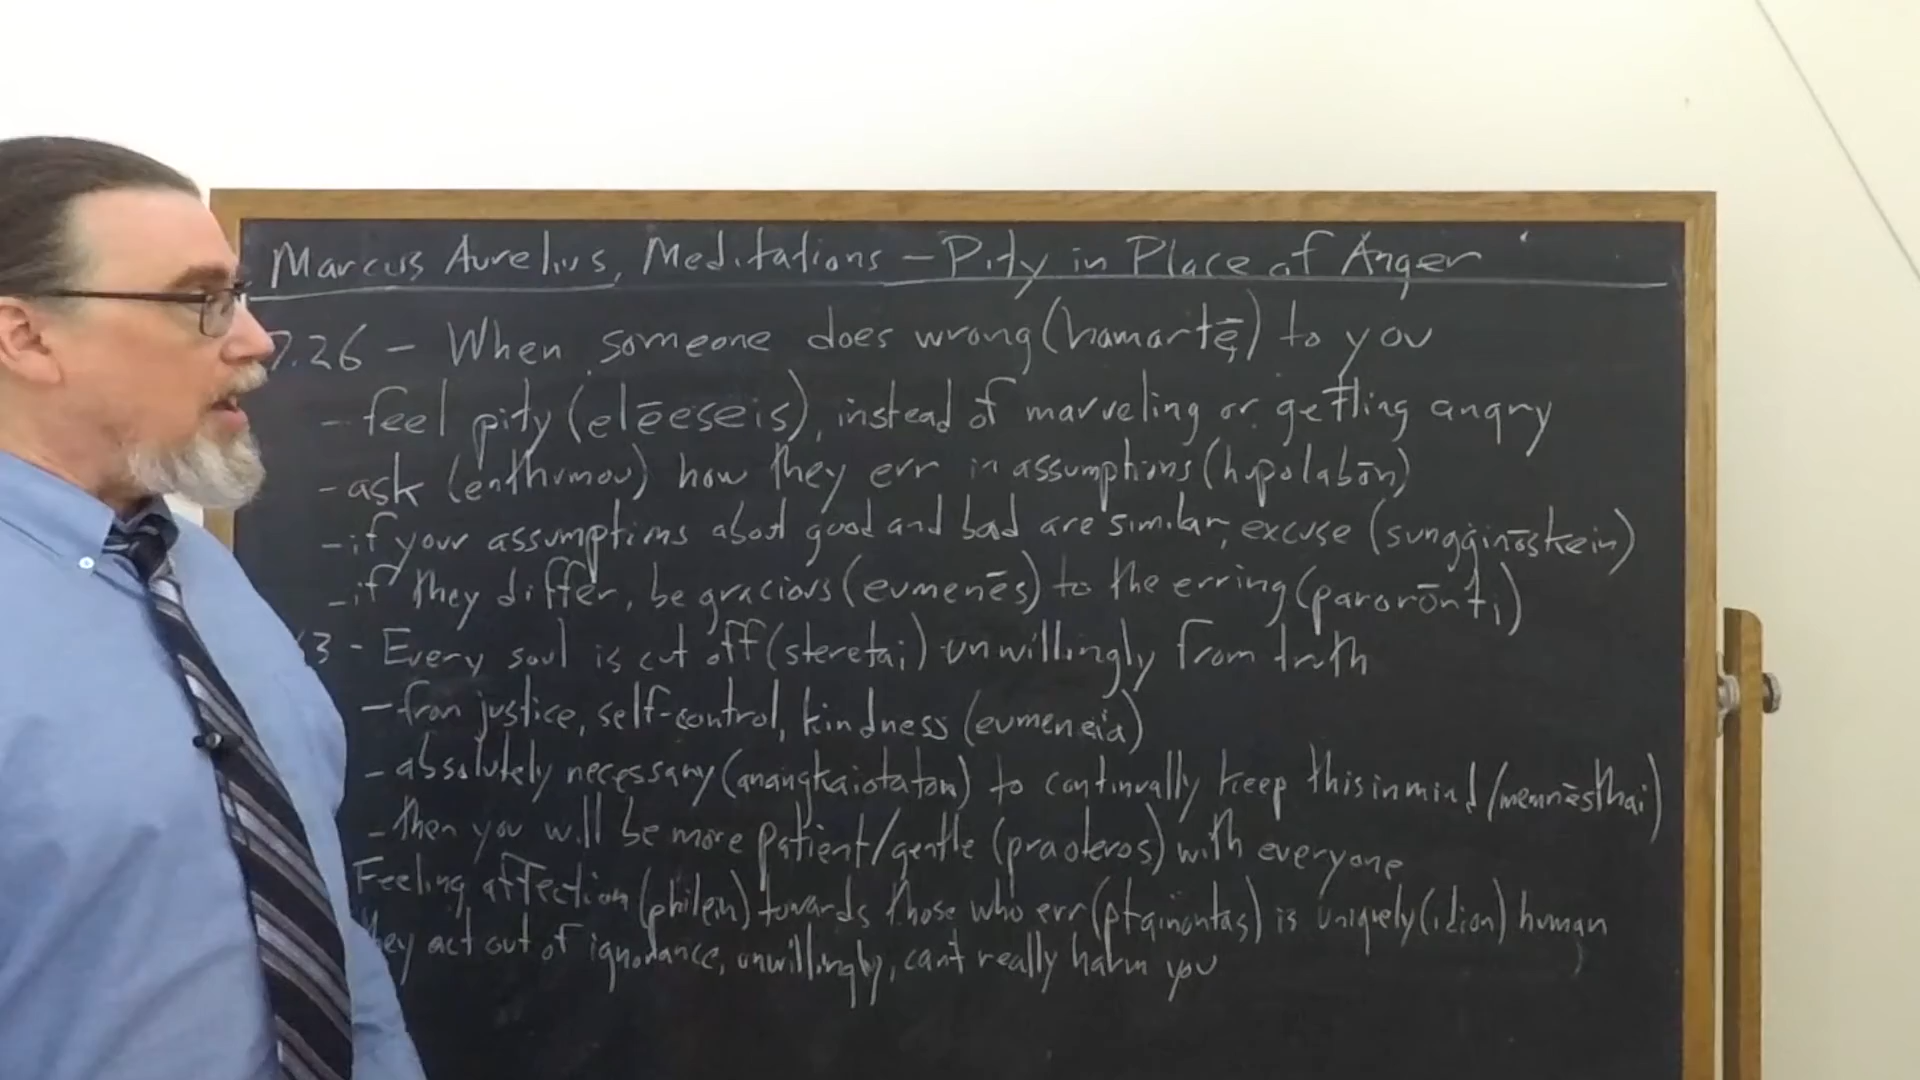 Marcus Aurelius, Meditations - Pity in Place of Anger
7.26 - When someone does wrong (hamartȩ̄) to you
- feel pity (elēeseis), instead of marveling or getting angry
- ask (enthumou) how they err in assumptions (hupolabōn)
- if your assumptions about good and bad are similar, excuse (sungginōskein)
- if they differ, be gracious (eumenēs) to the erring (parorōnti)
3 - Every soul is cut off (steretai) unwillingly from truth
- from justice, self-control, kindness (eumeneia)
- absolutely necessary (anangkaiotaton) to continually keep this in mind (memnēsthai)
- then you will be more patient/gentle (praoteros) with everyone
Feeling affection (philein) towards those who err (ptaiontas) is uniquely (idion) human
hey act out of ignorance, unwillingly, can't really harm you